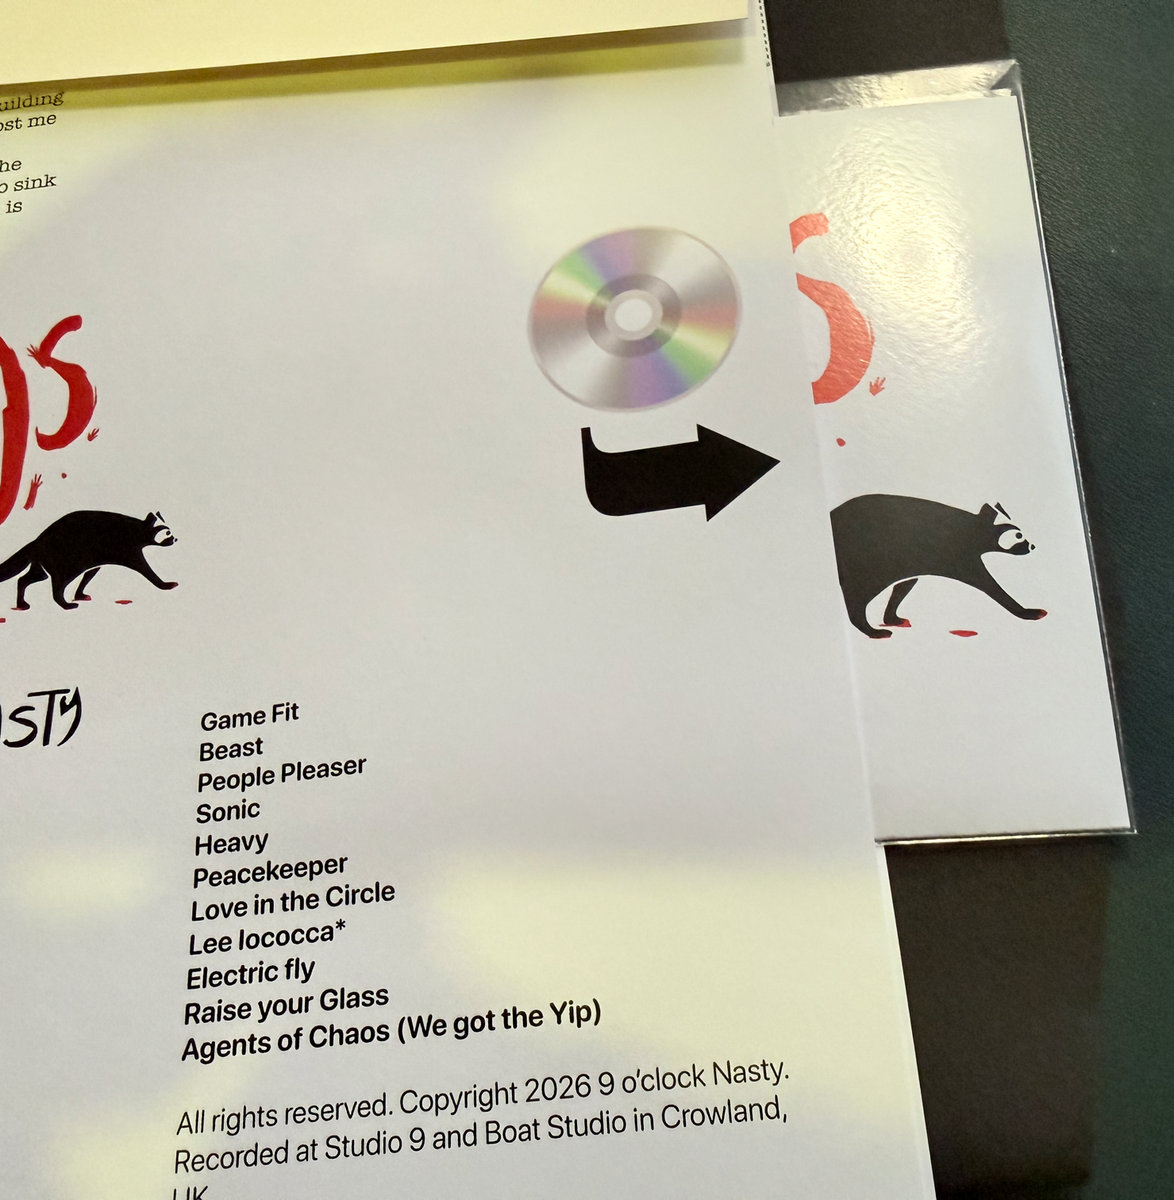 uilding
ost me
he
o sink
is
s
S
STY
Game Fit
Beast
People Pleaser
Sonic
Heavy
Peacekeeper
Love in the Circle
Lee Iococca*
Electric fly
Raise your Glass
Agents of Chaos (We got the Yip)
All rights reserved. Copyright 2026 9 o'clock Nasty.
Recorded at Studio 9 and Boat Studio in Crowland,
UK